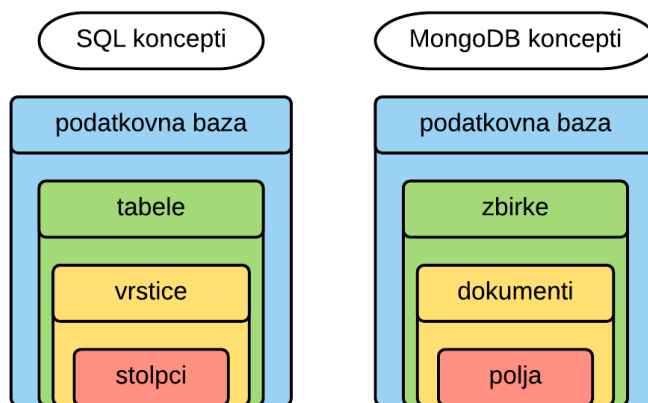 SQL koncepti
podatkovna baza
tabele
vrstice
stolpci
MongoDB koncepti
podatkovna baza
zbirke
dokumenti
polja